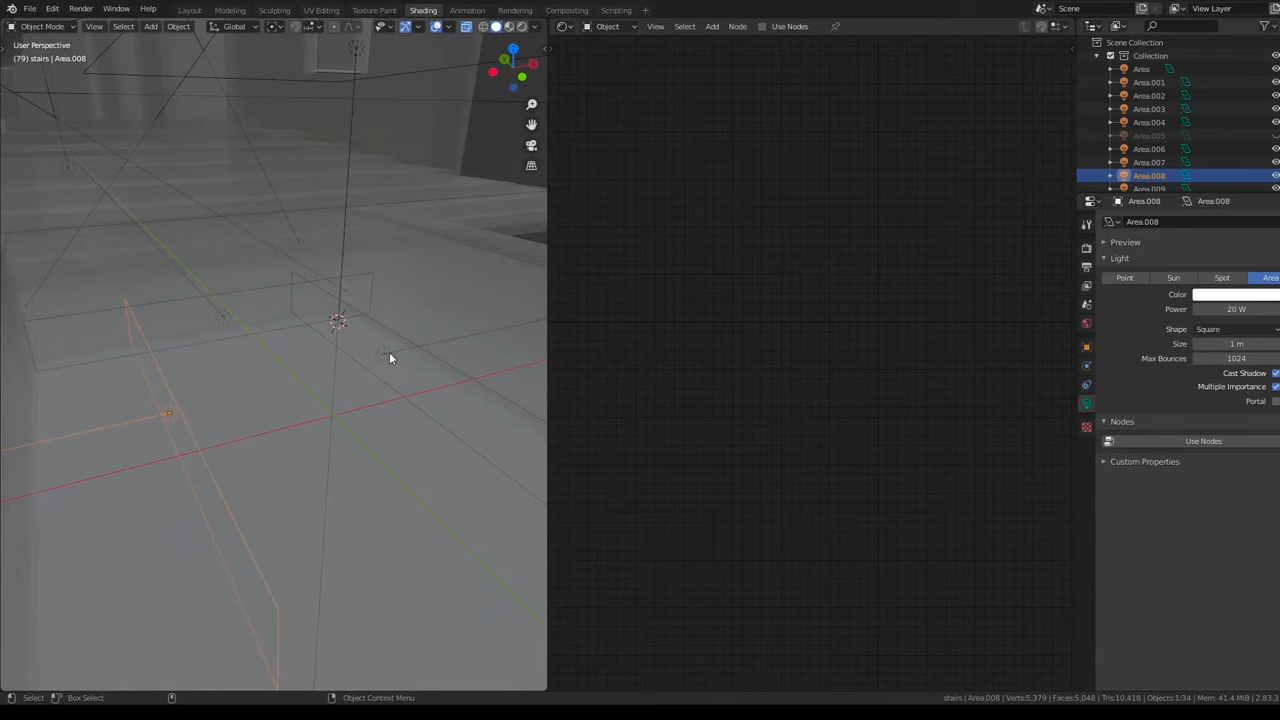 File Edit Render Window Help Layout Modeling Sculpting UV Editing Texture Paint Shading Animation Rendering Compositing Scripting Scene View Layer
Object Mode View Select Add Object Global Object View Select Add Node Use Nodes
User Perspective
(79) stairs | Area.008
Scene Collection
Collection
Area
Area.001
Area.002
Area.003
Area.004
Area.005
Area.006
Area.007
Area.008
Area.009
Area.008 Area.008
Area.008
Preview
Light
Point Sun Spot Area
Color
Power 20 W
Shape Square
Size 1 m
Max Bounces 1024
Cast Shadow
Multiple Importance
Portal
Nodes
Use Nodes
Custom Properties
Select Box Select Object Context Menu stairs | Area.008 | Verts:5,379 | Faces:5,048 | Tris:10,418 | Objects:1/34 | Mem: 41.4 MiB | 2.83.3